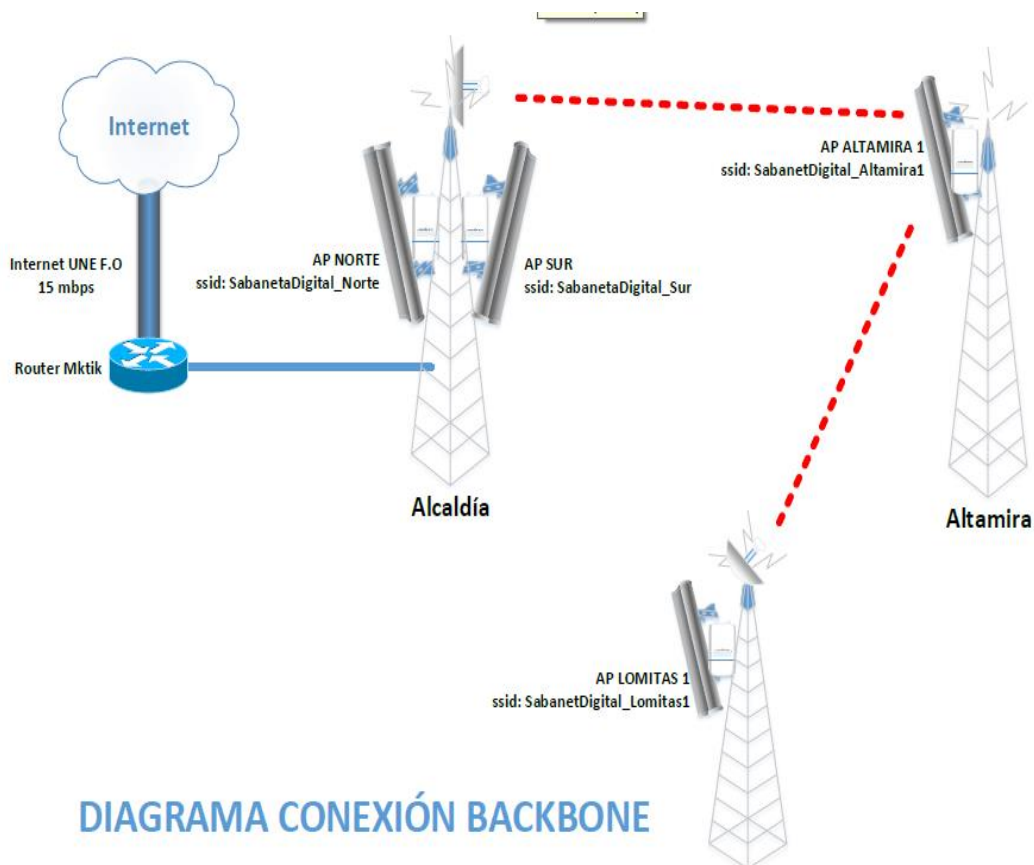 Internet
Internet UNE F.O
15 mbps
Router Mktik
AP NORTE
ssid: SabanetaDigital_Norte
AP SUR
ssid: SabanetaDigital_Sur
Alcaldía
AP ALTAMIRA 1
ssid: SabanetDigital_Altamira1
Altamira
AP LOMITAS 1
ssid: SabanetDigital_Lomitas1
DIAGRAMA CONEXIÓN BACKBONE